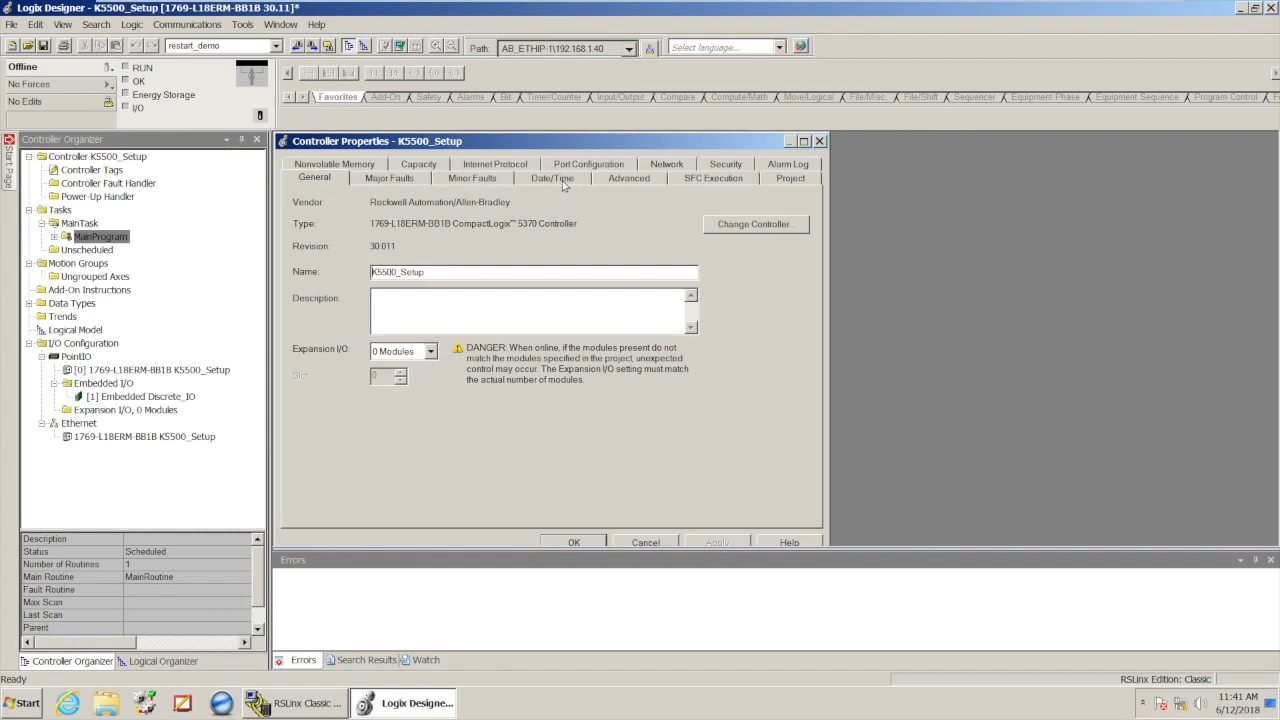 Logix Designer - K5500_Setup [1769-L18ERM-BB1B 30.11]*
File Edit View Search Logic Communications Tools Window Help
restart_demo
Path: AB_ETHIP-1\192.168.1.40
Select language...
Offline
No Forces
No Edits
RUN
OK
Energy Storage
I/O
Favorites Add-On Safety Alarms Bit Timer/Counter Input/Output Compare Compute/Math Move/Logical File/Misc. File/Shift Sequencer Equipment Phase Equipment Sequence Program Control
Start Page
Controller Organizer
Controller K5500_Setup
Controller Tags
Controller Fault Handler
Power-Up Handler
Tasks
MainTask
MainProgram
Unscheduled
Motion Groups
Ungrouped Axes
Add-On Instructions
Data Types
Trends
Logical Model
I/O Configuration
PointIO
[0] 1769-L18ERM-BB1B K5500_Setup
Embedded I/O
[1] Embedded Discrete_IO
Expansion I/O, 0 Modules
Ethernet
1769-L18ERM-BB1B K5500_Setup
Description
Status Scheduled
Number of Routines 1
Main Routine MainRoutine
Fault Routine
Max Scan
Last Scan
Parent
Controller Organizer Logical Organizer
Controller Properties - K5500_Setup
Nonvolatile Memory Capacity Internet Protocol Port Configuration Network Security Alarm Log
General Major Faults Minor Faults Date/Time Advanced SFC Execution Project
Vendor: Rockwell Automation/Allen-Bradley
Type: 1769-L18ERM-BB1B CompactLogix™ 5370 Controller
Change Controller...
Revision: 30.011
Name: K5500_Setup
Description:
Expansion I/O: 0 Modules
DANGER: When online, if the modules present do not
match the modules specified in the project, unexpected
control may occur. The Expansion I/O setting must match
the actual number of modules.
Slot: 0
OK Cancel Apply Help
Errors
Errors Search Results Watch
Ready
RSLinx Edition: Classic
Start
RSLinx Classic ...
Logix Designe...
11:41 AM
6/12/2018